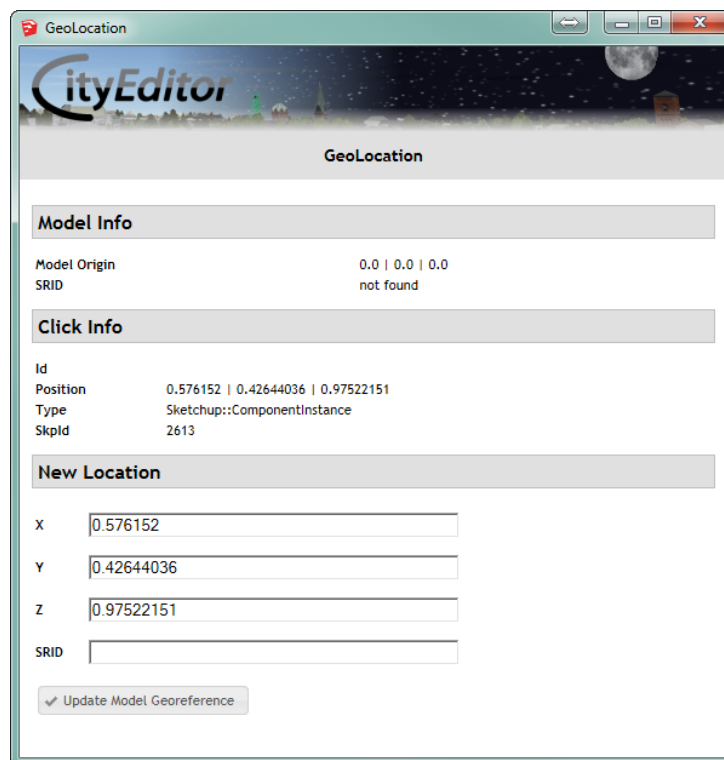 GeoLocation
CityEditor
GeoLocation
Model Info
Model Origin 0.0 | 0.0 | 0.0
SRID not found
Click Info
Id
Position 0.576152 | 0.42644036 | 0.97522151
Type Sketchup::ComponentInstance
SkpId 2613
New Location
X 0.576152
Y 0.42644036
Z 0.97522151
SRID
Update Model Georeference